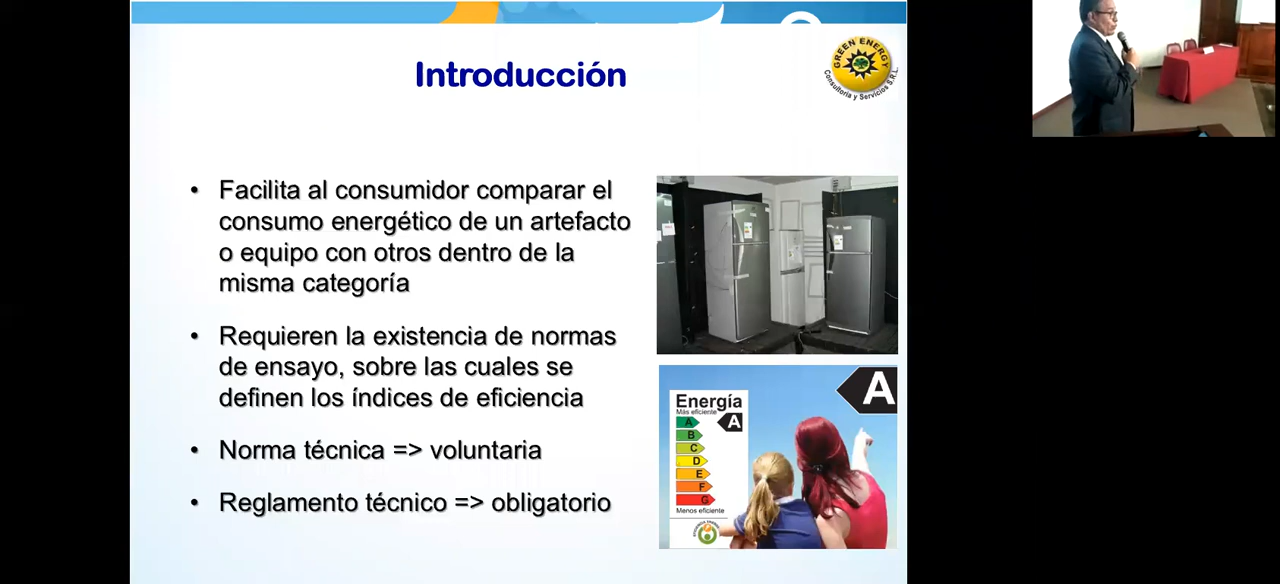 Introducción
GREEN ENERGY
Consultoría y Servicios S.R.L.
• Facilita al consumidor comparar el
consumo energético de un artefacto
o equipo con otros dentro de la
misma categoría
• Requieren la existencia de normas
de ensayo, sobre las cuales se
definen los índices de eficiencia
• Norma técnica => voluntaria
• Reglamento técnico => obligatorio
A
Energía
Más eficiente
A
A
B
C
D
E
F
G
Menos eficiente